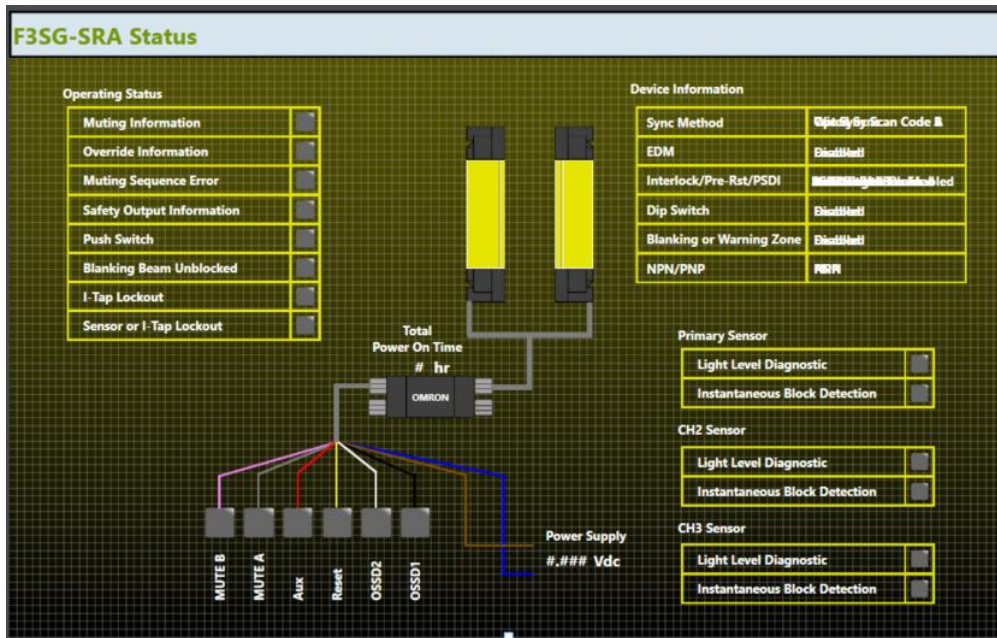 F3SG-SRA Status
Operating Status
Muting Information
Override Information
Muting Sequence Error
Safety Output Information
Push Switch
Blanking Beam Unblocked
I-Tap Lockout
Sensor or I-Tap Lockout
Device Information
Sync Method
Scan Code
EDM
Interlock/Pre-Rst/PSDI
Dip Switch
Blanking or Warning Zone
NPN/PNP
Total
Power On Time
# hr
OMRON
Primary Sensor
Light Level Diagnostic
Instantaneous Block Detection
CH2 Sensor
Light Level Diagnostic
Instantaneous Block Detection
CH3 Sensor
Light Level Diagnostic
Instantaneous Block Detection
MUTE B
MUTE A
Aux
Reset
OSSD2
OSSD1
Power Supply
#.### Vdc